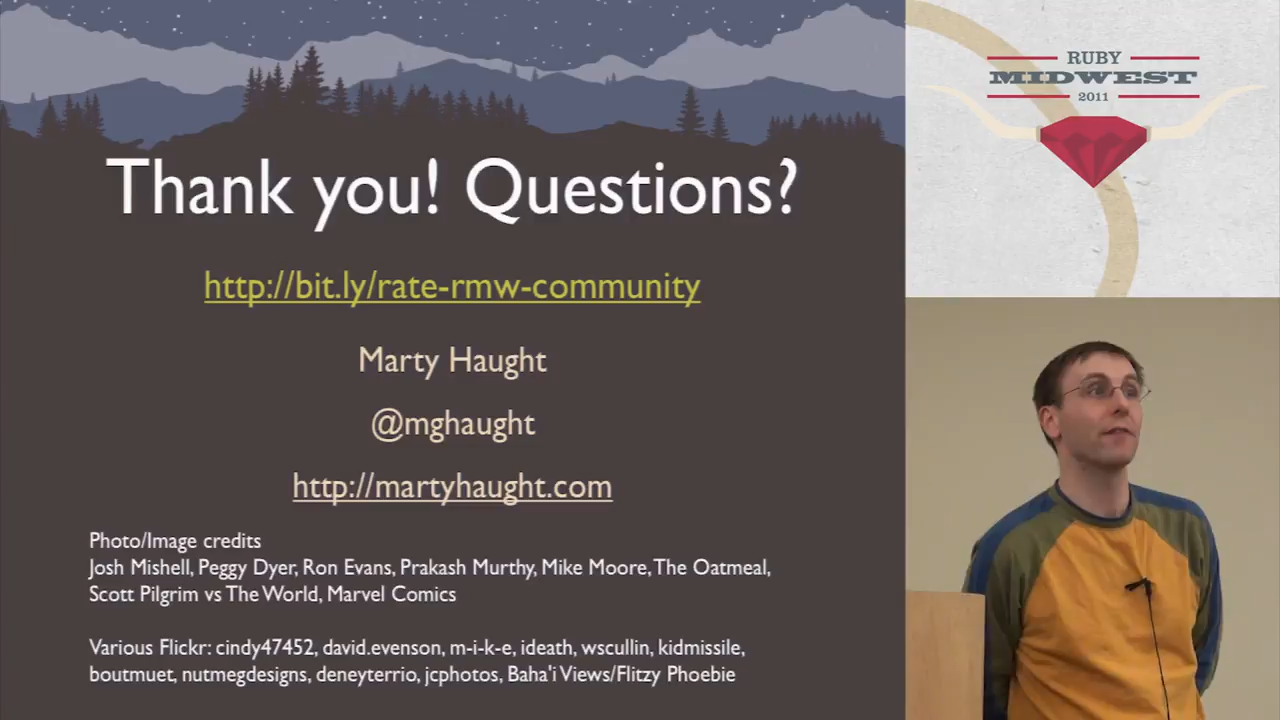 Thank you! Questions?
http://bit.ly/rate-rmw-community
Marty Haught
@mghaught
http://martyhaught.com
Photo/Image credits
Josh Mishell, Peggy Dyer, Ron Evans, Prakash Murthy, Mike Moore, The Oatmeal,
Scott Pilgrim vs The World, Marvel Comics
Various Flickr: cindy47452, david.evenson, m-i-k-e, ideath, wscullin, kidmissile,
boutmuet, nutmegdesigns, deneyterrio, jcphotos, Baha'i Views/Flitzy Phoebie
RUBY
MIDWEST
2011